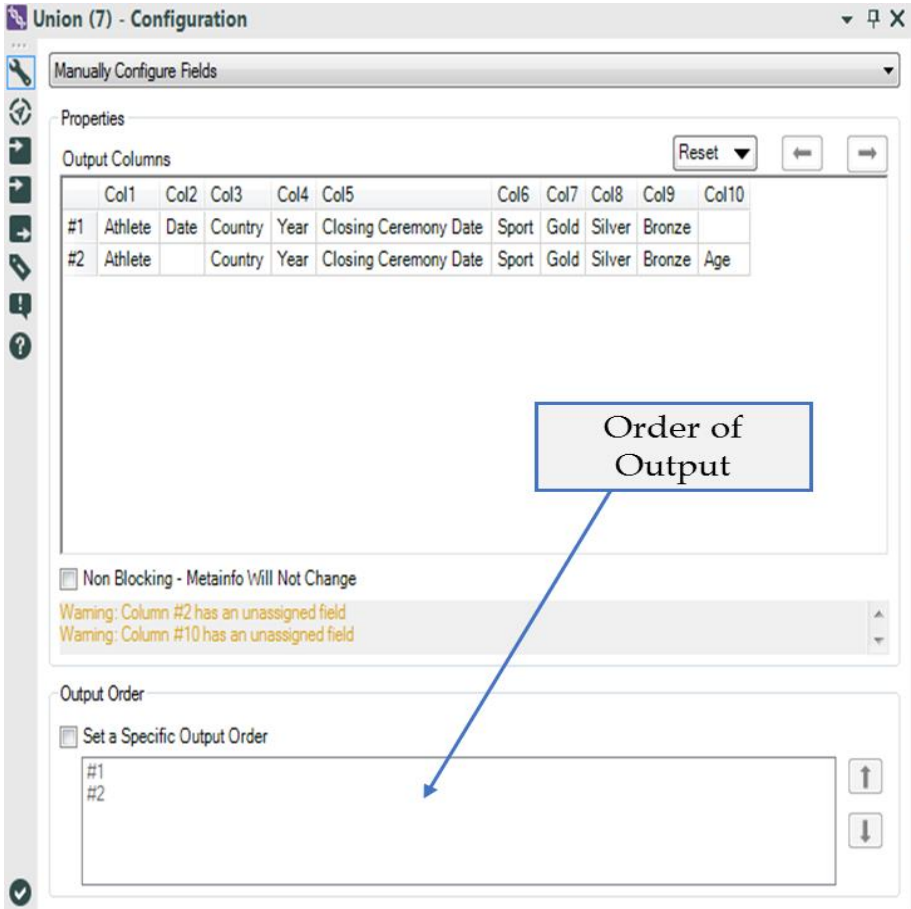 Union (7) - Configuration
Manually Configure Fields
Properties
Output Columns
Reset
Col1 Col2 Col3 Col4 Col5 Col6 Col7 Col8 Col9 Col10
#1 Athlete Date Country Year Closing Ceremony Date Sport Gold Silver Bronze
#2 Athlete Country Year Closing Ceremony Date Sport Gold Silver Bronze Age
Order of
Output
Non Blocking - Metainfo Will Not Change
Warning: Column #2 has an unassigned field
Warning: Column #10 has an unassigned field
Output Order
Set a Specific Output Order
#1
#2